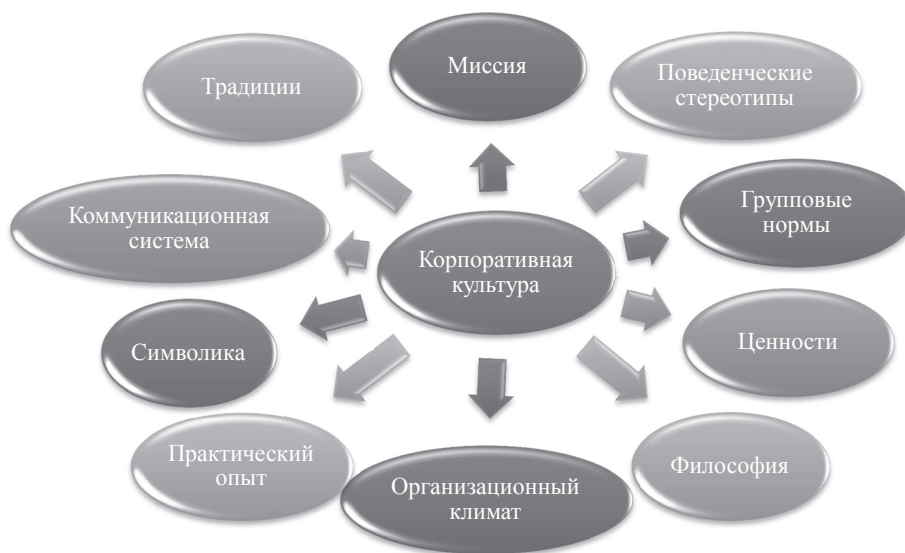 Миссия
Традиции
Поведенческие
стереотипы
Коммуникационная
система
Групповые
нормы
Корпоративная
культура
Символика
Ценности
Практический
опыт
Философия
Организационный
климат